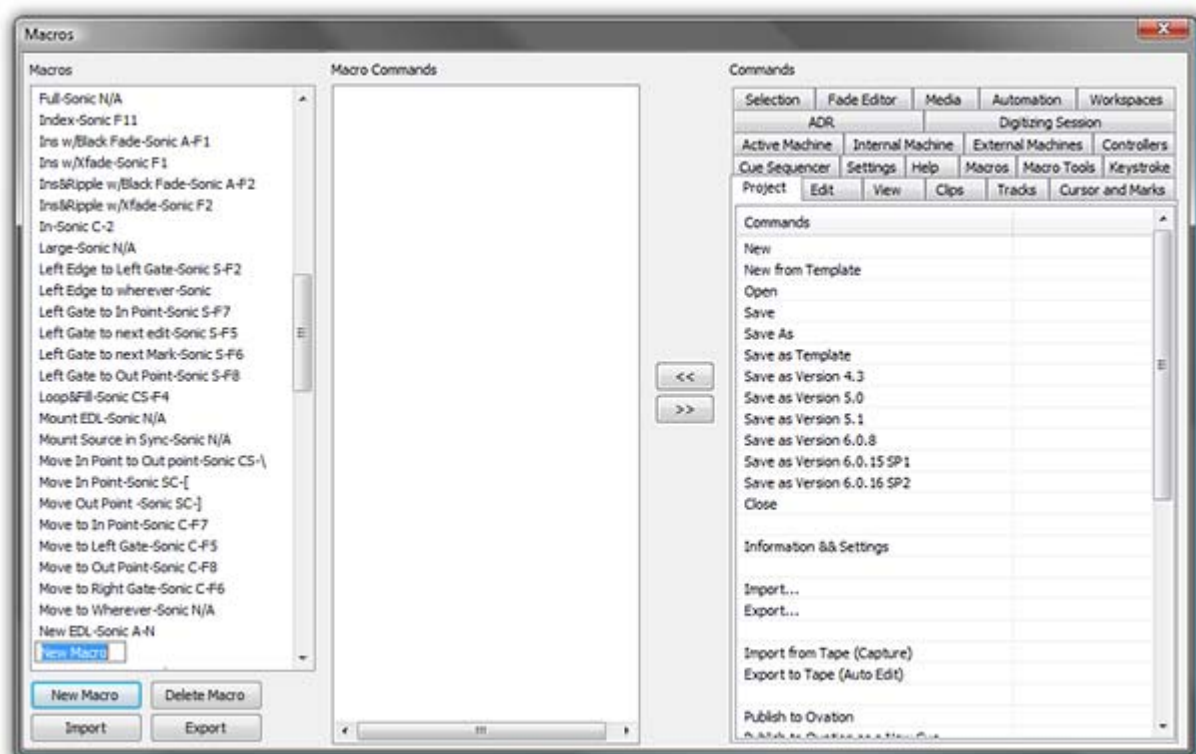 Macros
Macros
Full-Sonic N/A
Index-Sonic F11
Ins w/Black Fade-Sonic A-F1
Ins w/Xfade-Sonic F1
Ins&Ripple w/Black Fade-Sonic A-F2
Ins&Ripple w/Xfade-Sonic F2
In-Sonic C-2
Large-Sonic N/A
Left Edge to Left Gate-Sonic S-F2
Left Edge to wherever-Sonic
Left Gate to In Point-Sonic S-F7
Left Gate to next edit-Sonic S-F5
Left Gate to next Mark-Sonic S-F6
Left Gate to Out Point-Sonic S-F8
Loop&Fill-Sonic CS-F4
Mount EDL-Sonic N/A
Mount Source in Sync-Sonic N/A
Move In Point to Out point-Sonic CS-\
Move In Point-Sonic SC-[
Move Out Point -Sonic SC-]
Move to In Point-Sonic C-F7
Move to Left Gate-Sonic C-F5
Move to Out Point-Sonic C-F8
Move to Right Gate-Sonic C-F6
Move to Wherever-Sonic N/A
New EDL-Sonic A-N
New Macro
New Macro Delete Macro
Import Export
Macro Commands
<<
>>
Commands
Selection Fade Editor Media Automation Workspaces
ADR Digitizing Session
Active Machine Internal Machine External Machines Controllers
Cue Sequencer Settings Help Macros Macro Tools Keystroke
Project Edit View Clips Tracks Cursor and Marks
Commands
New
New from Template
Open
Save
Save As
Save as Template
Save as Version 4.3
Save as Version 5.0
Save as Version 5.1
Save as Version 6.0.8
Save as Version 6.0.15 SP1
Save as Version 6.0.16 SP2
Close
Information && Settings
Import...
Export...
Import from Tape (Capture)
Export to Tape (Auto Edit)
Publish to Ovation
Publish to Ovation as a New Cue